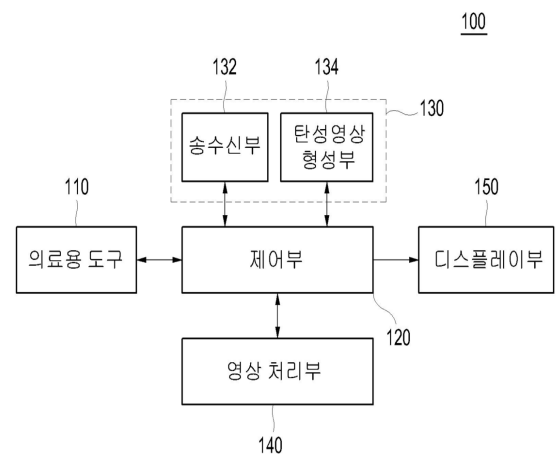 100
132
134
130
송수신부
탄성영상
형성부
110
150
의료용 도구
제어부
디스플레이부
120
영상 처리부
140